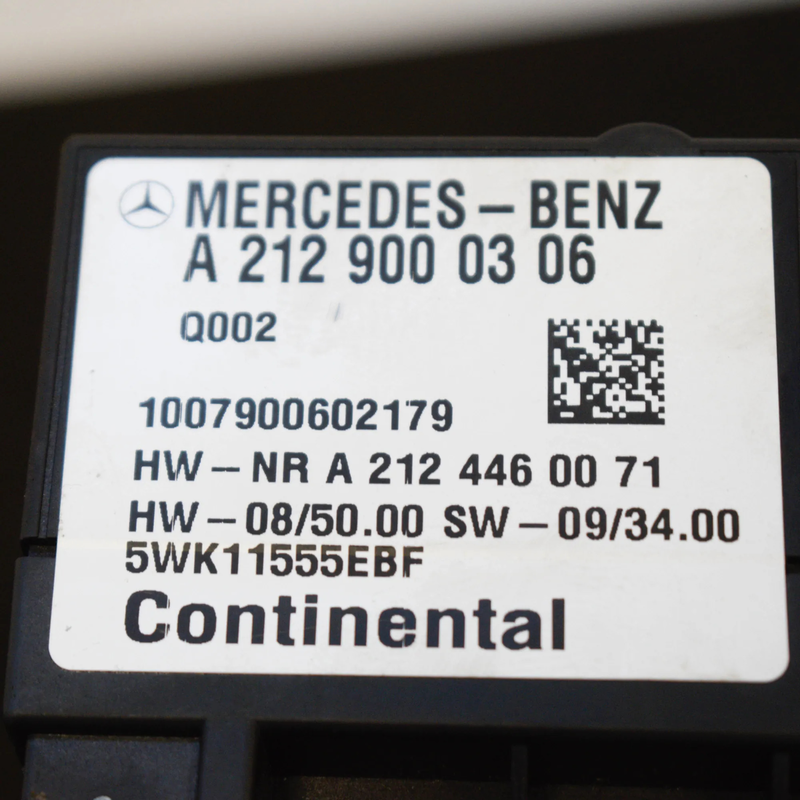 MERCEDES-BENZ
A 212 900 03 06
Q002
1007900602179
HW-NR A 212 446 00 71
HW-08/50.00 SW-09/34.00
5WK11555EBF
Continental